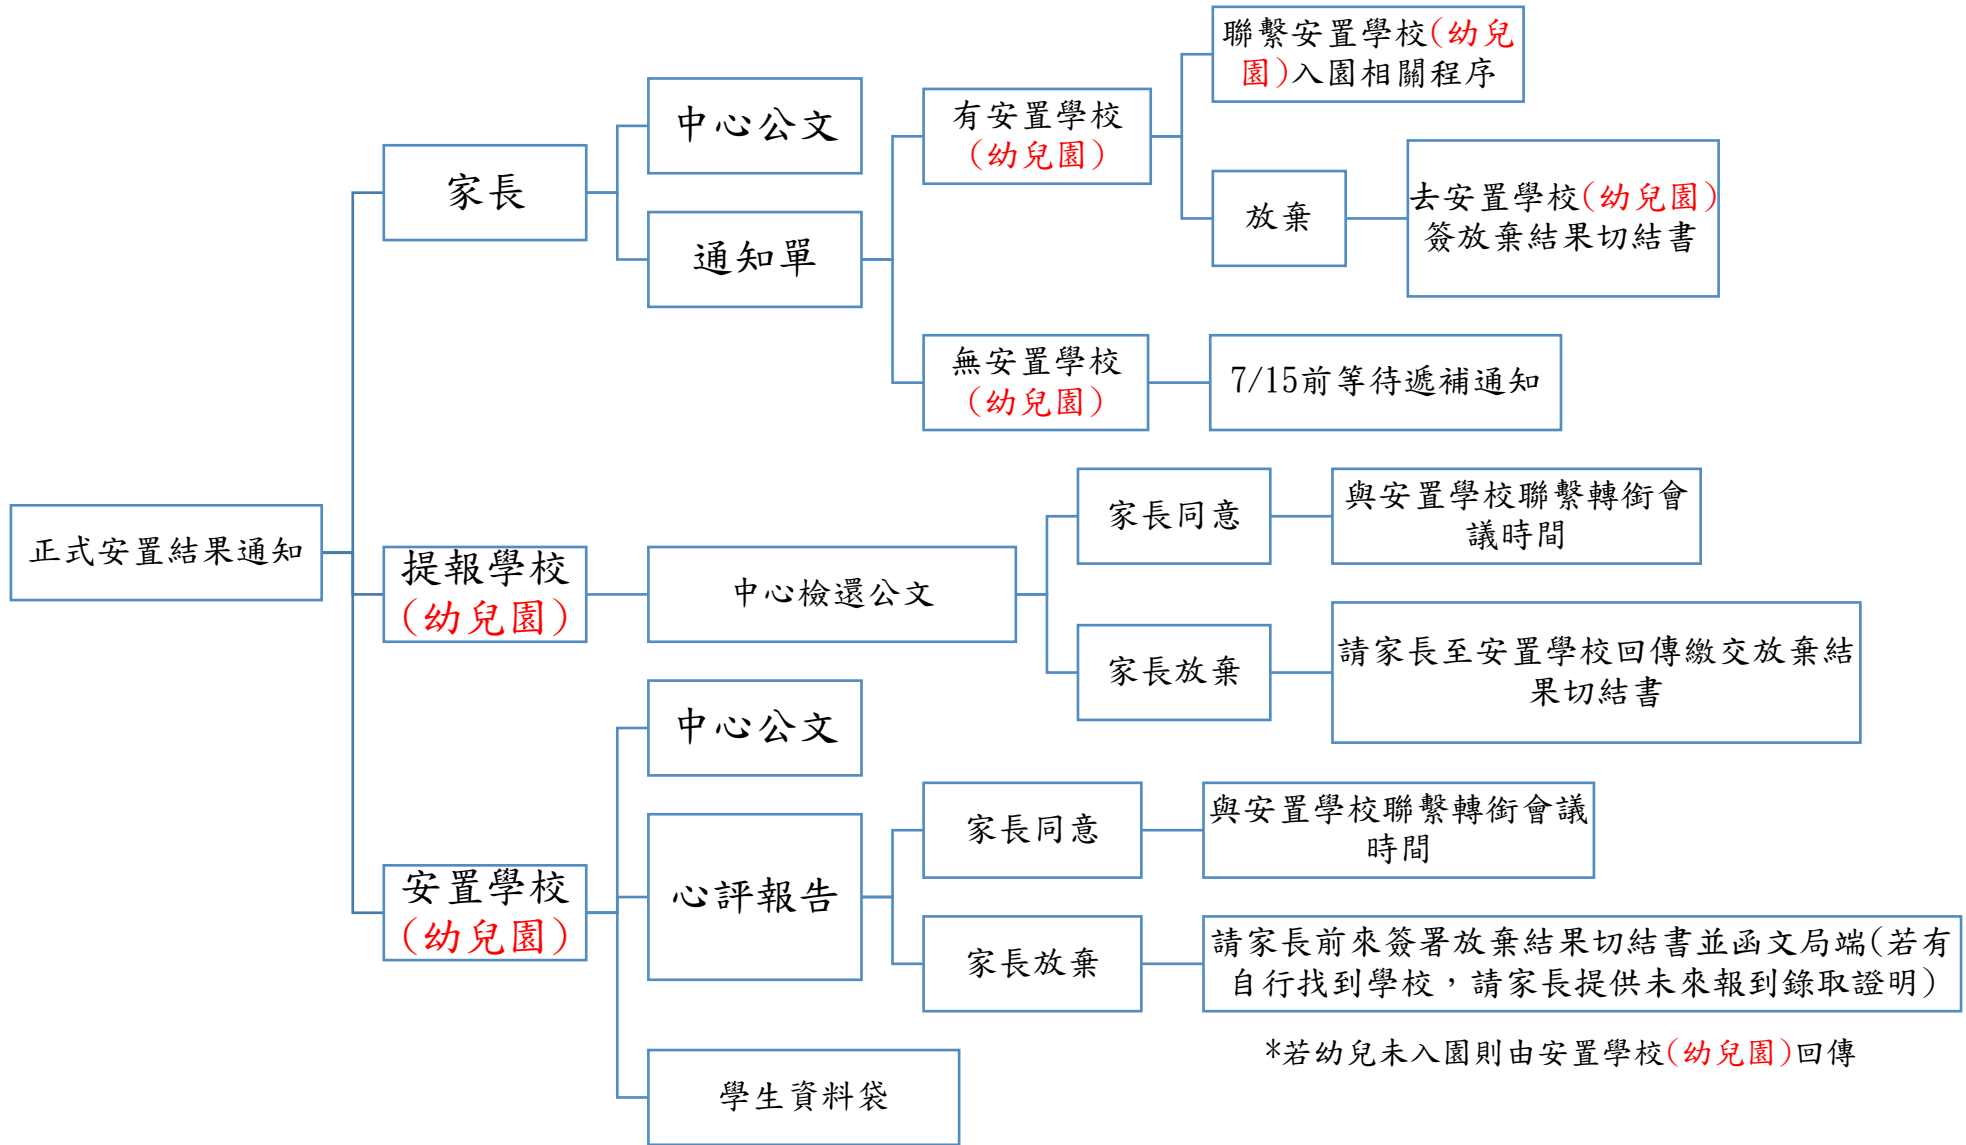 正式安置結果通知
家長
中心公文
通知單
有安置學校
(幼兒園)
聯繫安置學校(幼兒
園)入園相關程序
放棄
去安置學校(幼兒園)
簽放棄結果切結書
無安置學校
(幼兒園)
7/15前等待遞補通知
提報學校
(幼兒園)
中心檢還公文
家長同意
與安置學校聯繫轉銜會
議時間
家長放棄
請家長至安置學校回傳繳交放棄結
果切結書
安置學校
(幼兒園)
中心公文
心評報告
家長同意
與安置學校聯繫轉銜會議
時間
家長放棄
請家長前來簽署放棄結果切結書並函文局端(若有
自行找到學校，請家長提供未來報到錄取證明)
學生資料袋
*若幼兒未入園則由安置學校(幼兒園)回傳